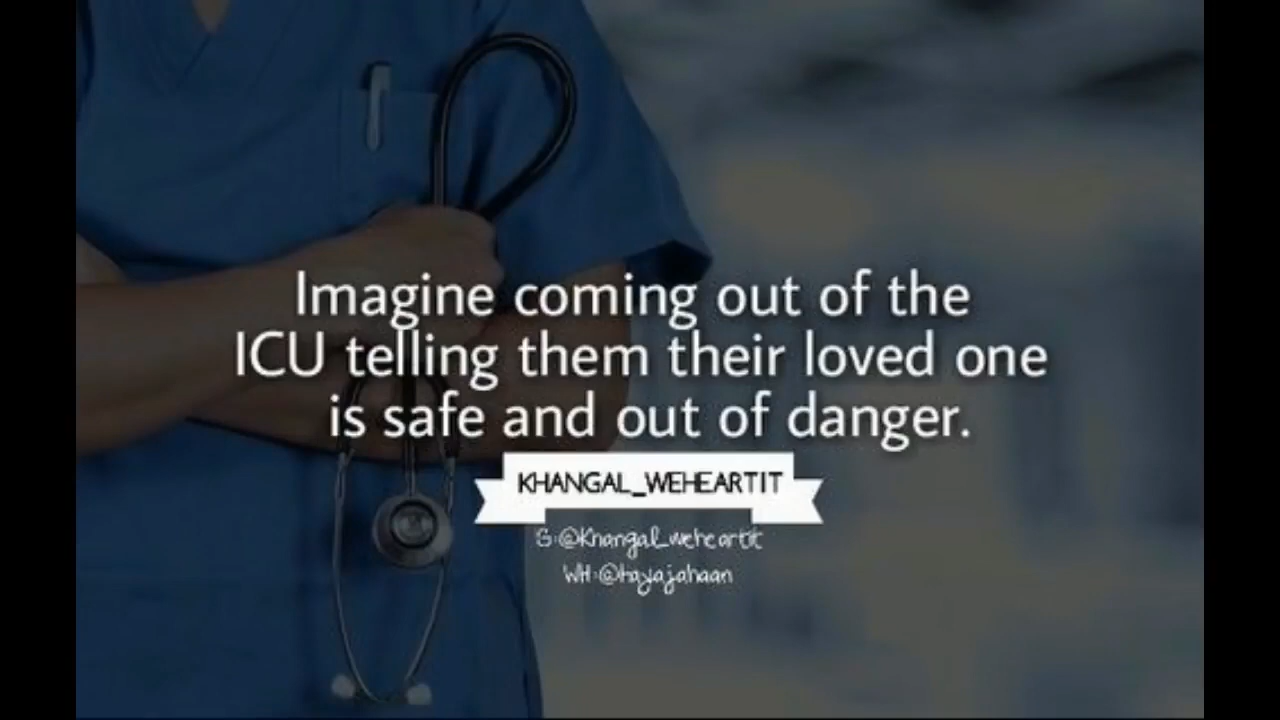 Imagine coming out of the
ICU telling them their loved one
is safe and out of danger.
KHANGAL_WEHEARTIT
IG:@Khangal_weheartit
WH:@hayajahaan